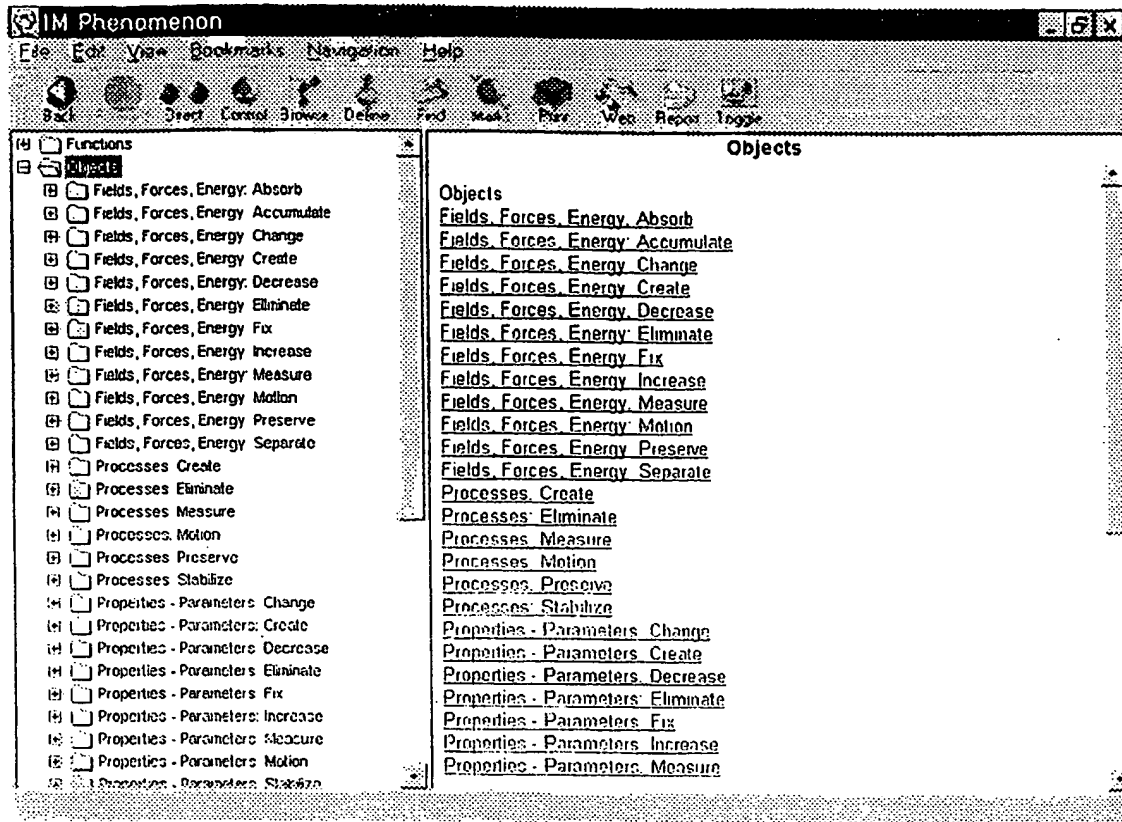 IM Phenomenon
File Edit View Bookmarks Navigation Help
Back Direct Control Browse Define Find Print Web Repos Toggle
Functions
Objects
Fields, Forces, Energy: Absorb
Fields, Forces, Energy Accumulate
Fields, Forces, Energy Change
Fields, Forces, Energy Create
Fields, Forces, Energy: Decrease
Fields, Forces, Energy Eliminate
Fields, Forces, Energy Fix
Fields, Forces, Energy Increase
Fields, Forces, Energy Measure
Fields, Forces, Energy Motion
Fields, Forces, Energy Preserve
Fields, Forces, Energy Separate
Processes Create
Processes Eliminate
Processes Measure
Processes. Motion
Processes Preserve
Processes Stabilize
Properties - Parameters Change
Properties - Parameters: Create
Properties - Parameters Decrease
Properties - Parameters Eliminate
Properties - Parameters Fix
Properties - Parameters: Increase
Properties - Parameters Measure
Properties - Parameters Motion
Properties - Parameters Stabilize
Objects
Objects
Fields, Forces, Energy. Absorb
Fields, Forces, Energy: Accumulate
Fields, Forces, Energy Change
Fields, Forces, Energy Create
Fields, Forces, Energy. Decrease
Fields, Forces, Energy: Eliminate
Fields, Forces, Energy Fix
Fields, Forces, Energy Increase
Fields, Forces, Energy. Measure
Fields, Forces, Energy: Motion
Fields, Forces, Energy Preserve
Fields, Forces, Energy Separate
Processes. Create
Processes: Eliminate
Processes. Measure
Processes. Motion
Processes. Preserve
Processes: Stabilize
Properties - Parameters. Change
Properties - Parameters. Create
Properties - Parameters. Decrease
Properties - Parameters: Eliminate
Properties - Parameters. Fix
Properties - Parameters. Increase
Properties - Parameters. Measure